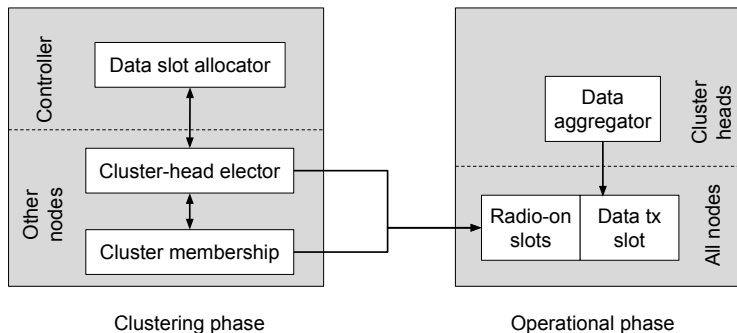 Controller
Data slot allocator
Other
nodes
Cluster-head elector
Cluster membership
Clustering phase
Data
aggregator
Cluster
heads
Radio-on
slots
Data tx
slot
All nodes
Operational phase